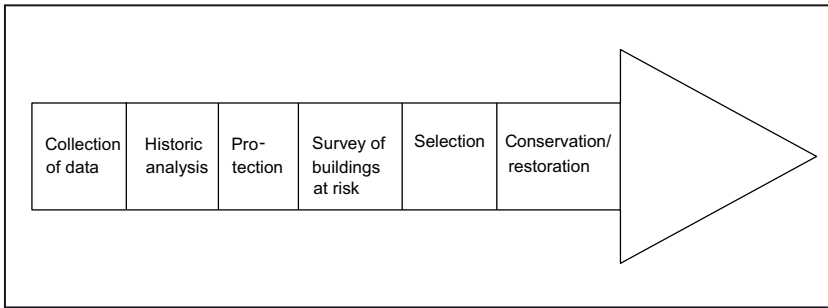 Collection
of data
Historic
analysis
Pro-
tection
Survey of
buildings
at risk
Selection
Conservation/
restoration